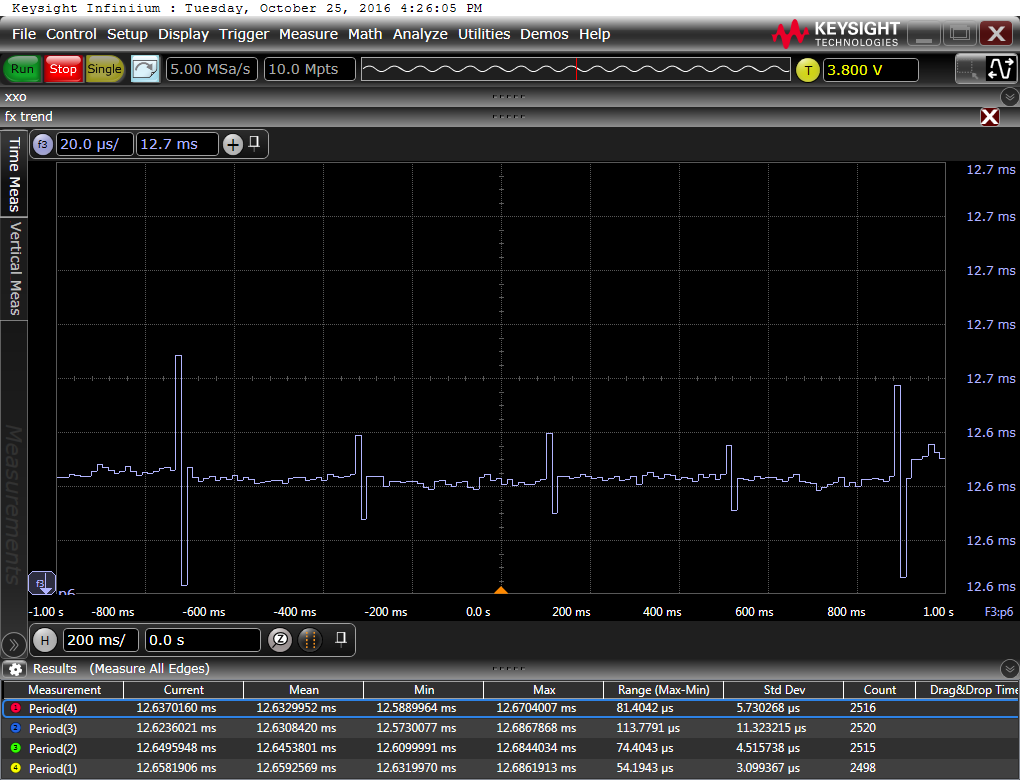 Keysight Infiniium : Tuesday, October 25, 2016 4:26:05 PM
File Control Setup Display Trigger Measure Math Analyze Utilities Demos Help
KEYSIGHT
TECHNOLOGIES
Run Stop Single 5.00 MSa/s 10.0 Mpts T 3.800 V
xxo
fx trend
f3 20.0 µs/ 12.7 ms
Time Meas
Vertical Meas
Measurements
12.7 ms
12.7 ms
12.7 ms
12.7 ms
12.7 ms
12.6 ms
12.6 ms
12.6 ms
12.6 ms
f3 p6
-1.00 s -800 ms -600 ms -400 ms -200 ms 0.0 s 200 ms 400 ms 600 ms 800 ms 1.00 s F3:p6
H 200 ms/ 0.0 s
Results (Measure All Edges)
Measurement Current Mean Min Max Range (Max-Min) Std Dev Count Drag&Drop Time
Period(4) 12.6370160 ms 12.6329952 ms 12.5889964 ms 12.6704007 ms 81.4042 µs 5.730268 µs 2516
Period(3) 12.6236021 ms 12.6308420 ms 12.5730077 ms 12.6867868 ms 113.7791 µs 11.323215 µs 2520
Period(2) 12.6495948 ms 12.6453801 ms 12.6099991 ms 12.6844034 ms 74.4043 µs 4.515738 µs 2515
Period(1) 12.6581906 ms 12.6592569 ms 12.6319970 ms 12.6861913 ms 54.1943 µs 3.099367 µs 2498